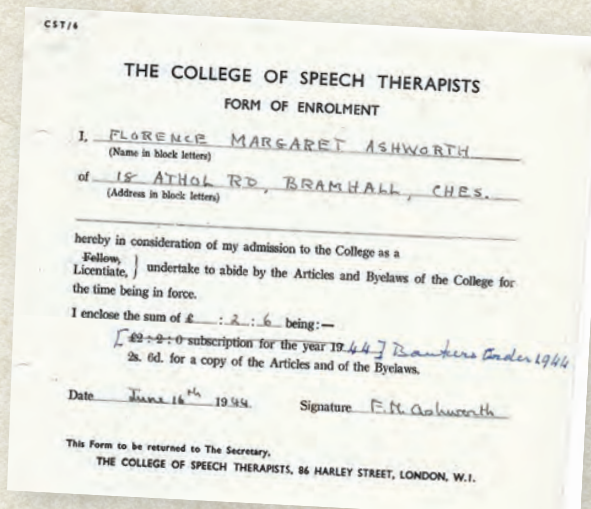 CST/6
THE COLLEGE OF SPEECH THERAPISTS
FORM OF ENROLMENT
I, FLORENCE MARGARET ASHWORTH
(Name in block letters)
of 18 ATHOL RD, BRAMHALL, CHES.
(Address in block letters)
hereby in consideration of my admission to the College as a
Fellow,
Licentiate, } undertake to abide by the Articles and Byelaws of the College for
the time being in force.
I enclose the sum of £ : 2 : 6 being:—
[£2 : 2 : 0 subscription for the year 1944] Bankers Order 1944
2s. 6d. for a copy of the Articles and of the Byelaws.
Date June 16th 1944. Signature F.M. Ashworth
This Form to be returned to The Secretary,
THE COLLEGE OF SPEECH THERAPISTS, 86 HARLEY STREET, LONDON, W.1.